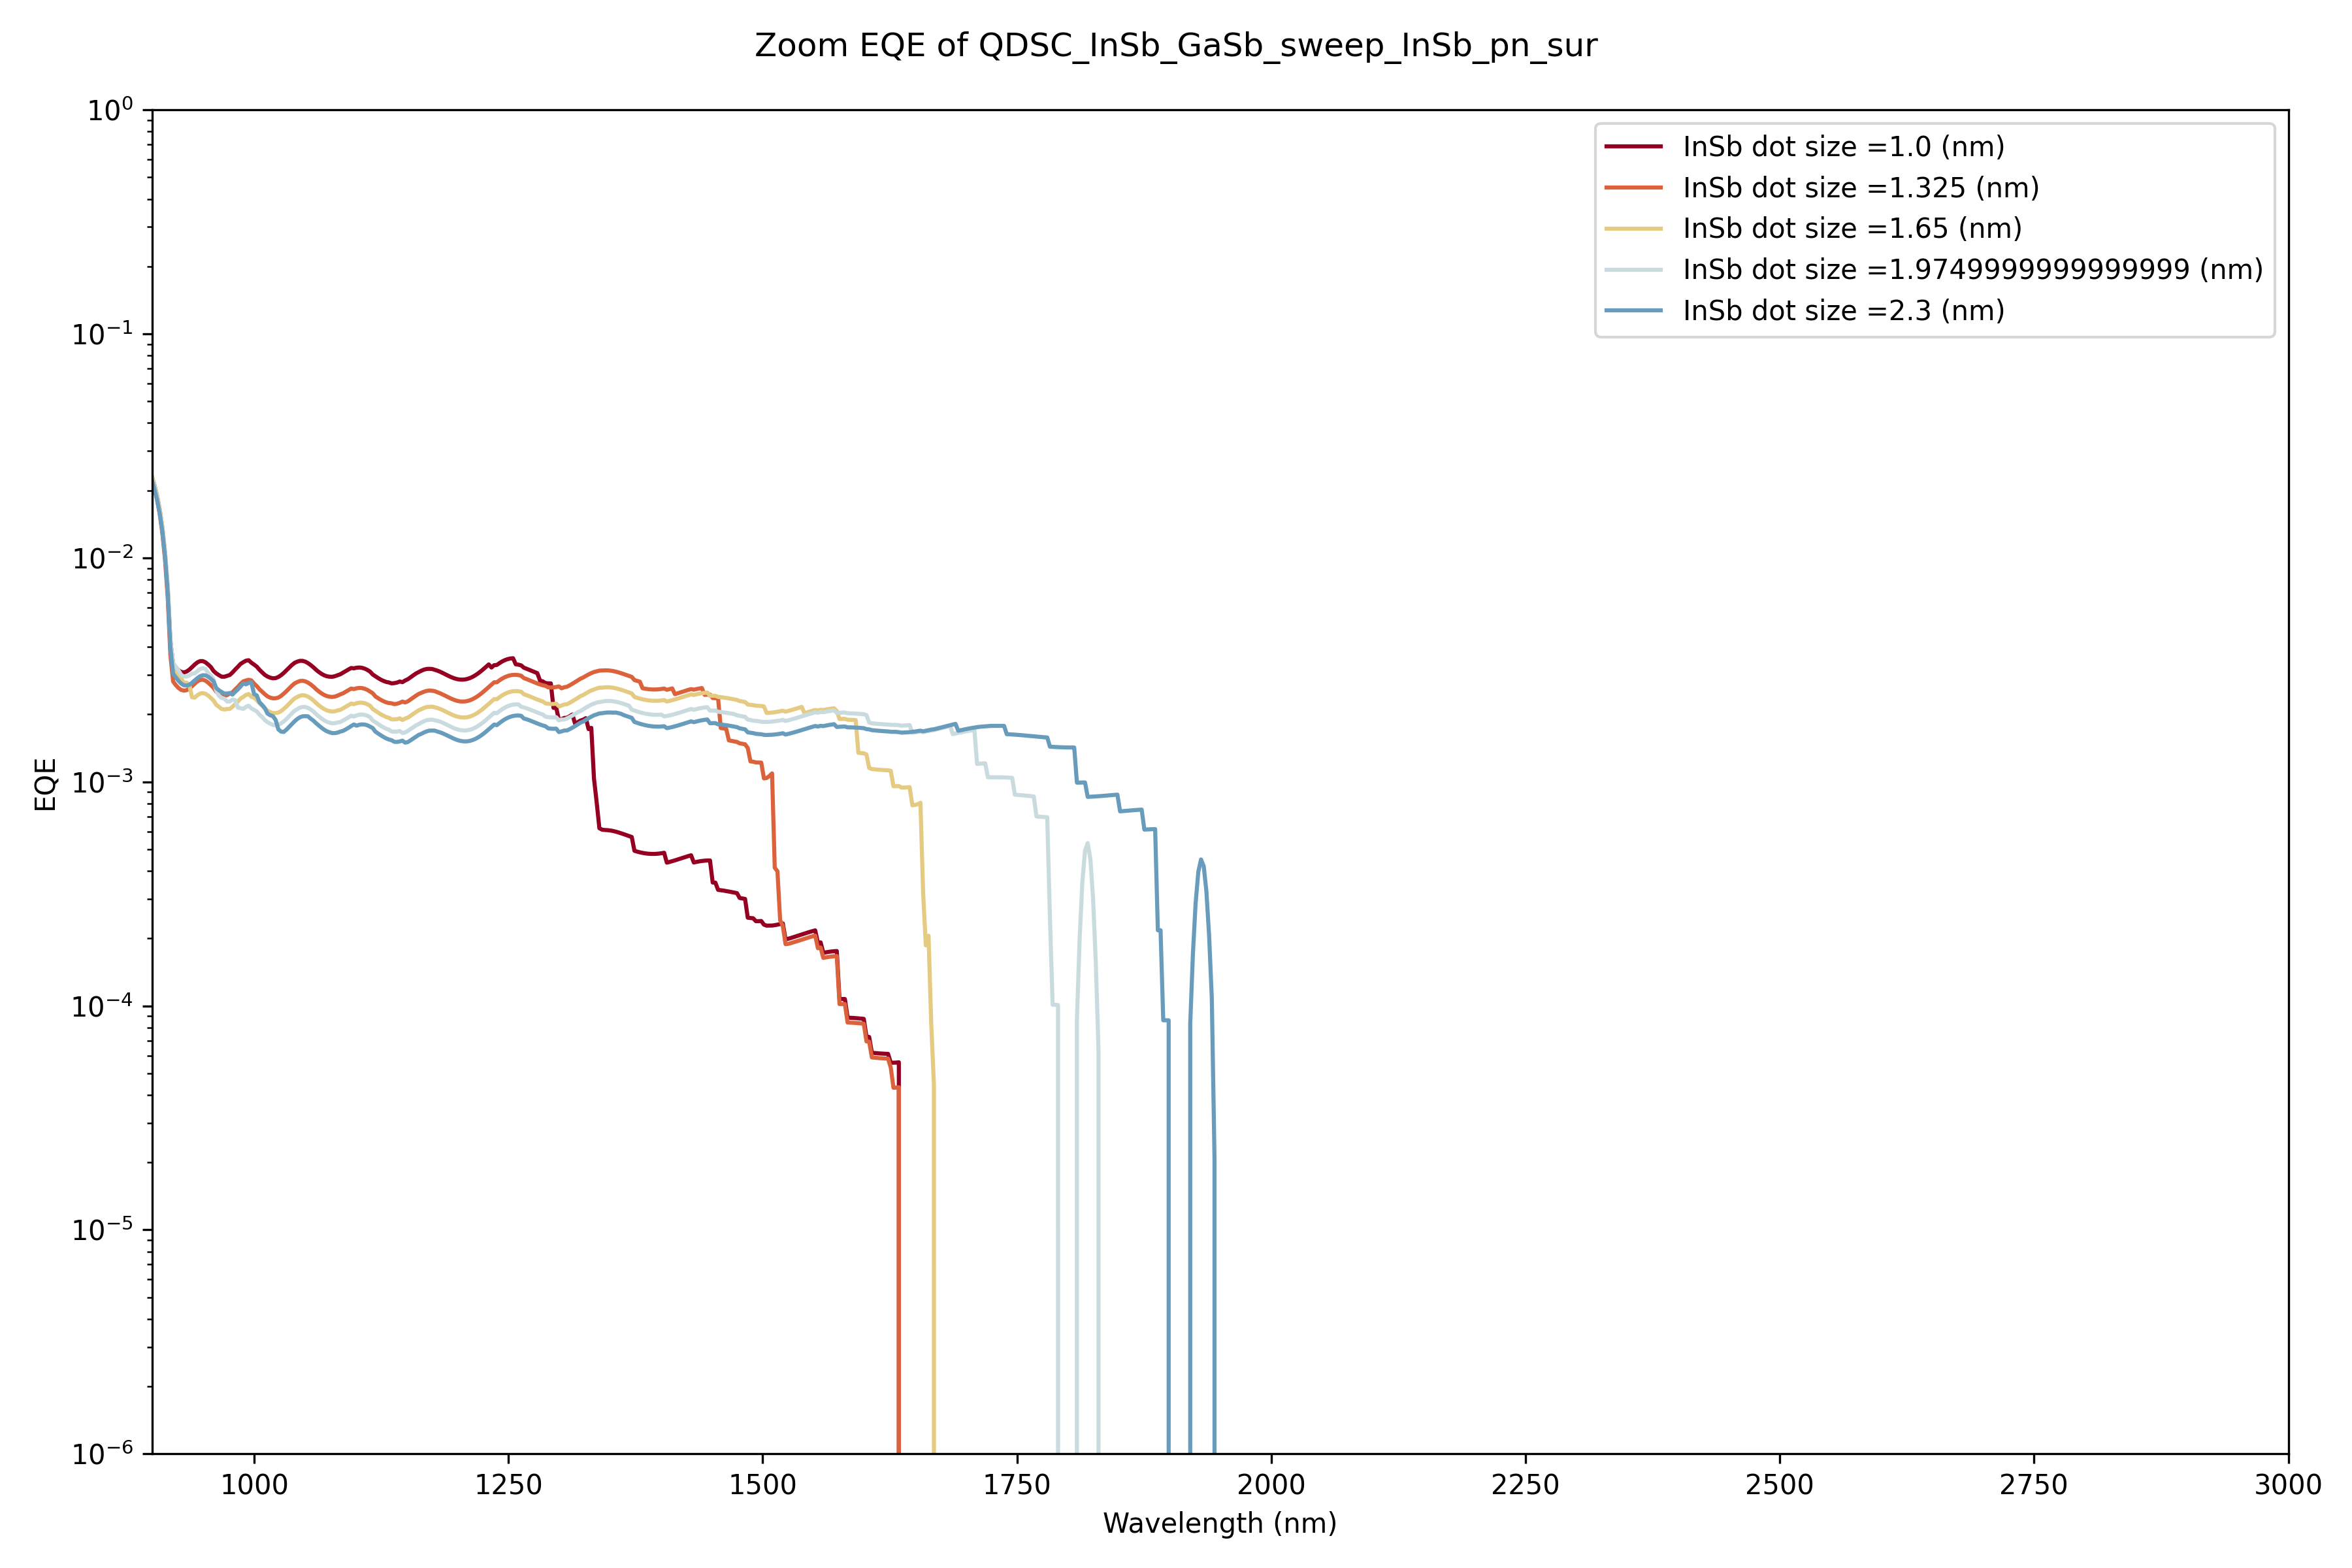 Zoom EQE of QDSC_InSb_GaSb_sweep_InSb_pn_sur
InSb dot size =1.0 (nm)
InSb dot size =1.325 (nm)
InSb dot size =1.65 (nm)
InSb dot size =1.9749999999999999 (nm)
InSb dot size =2.3 (nm)
EQE
10⁰
10⁻¹
10⁻²
10⁻³
10⁻⁴
10⁻⁵
10⁻⁶
1000 1250 1500 1750 2000 2250 2500 2750 3000
Wavelength (nm)